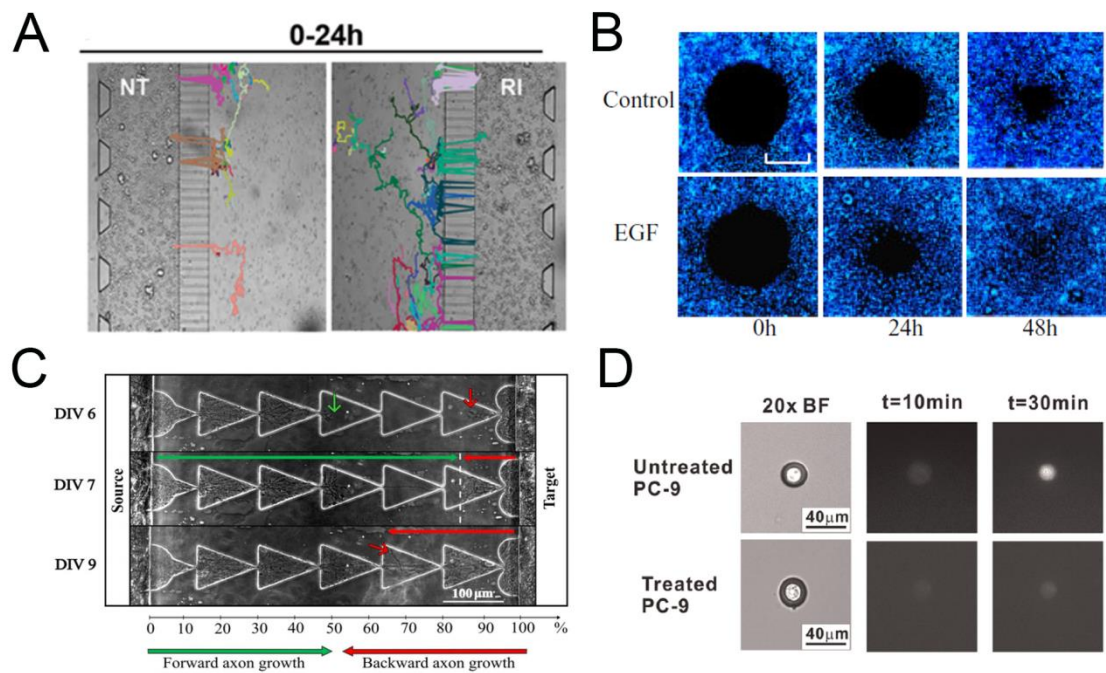 A
0-24h
NT
RI
B
Control
EGF
0h
24h
48h
C
DIV 6
DIV 7
DIV 9
Source
Target
100 μm
0 10 20 30 40 50 60 70 80 90 100 %
Forward axon growth
Backward axon growth
D
20x BF
t=10min
t=30min
Untreated
PC-9
40μm
Treated
PC-9
40μm